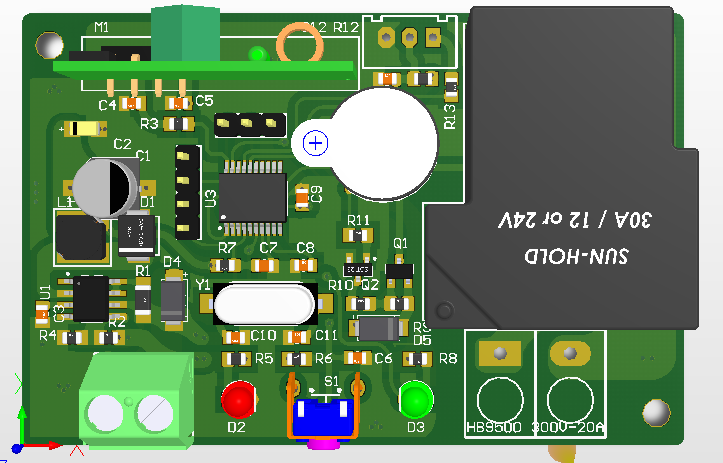 M1
12 R12
C4
C5
R3
R13
C2
C1
U3
C9
L1
D1
R11
Q1
30A / 12 or 24V
SUN-HOLD
R7
C7
C8
D4
R1
R10
Q2
Y1
U1
C3
R2
R4
C10
C11
R9
D5
R5
R6
C6
R8
S1
D2
D3
HB9500
300V-20A
X